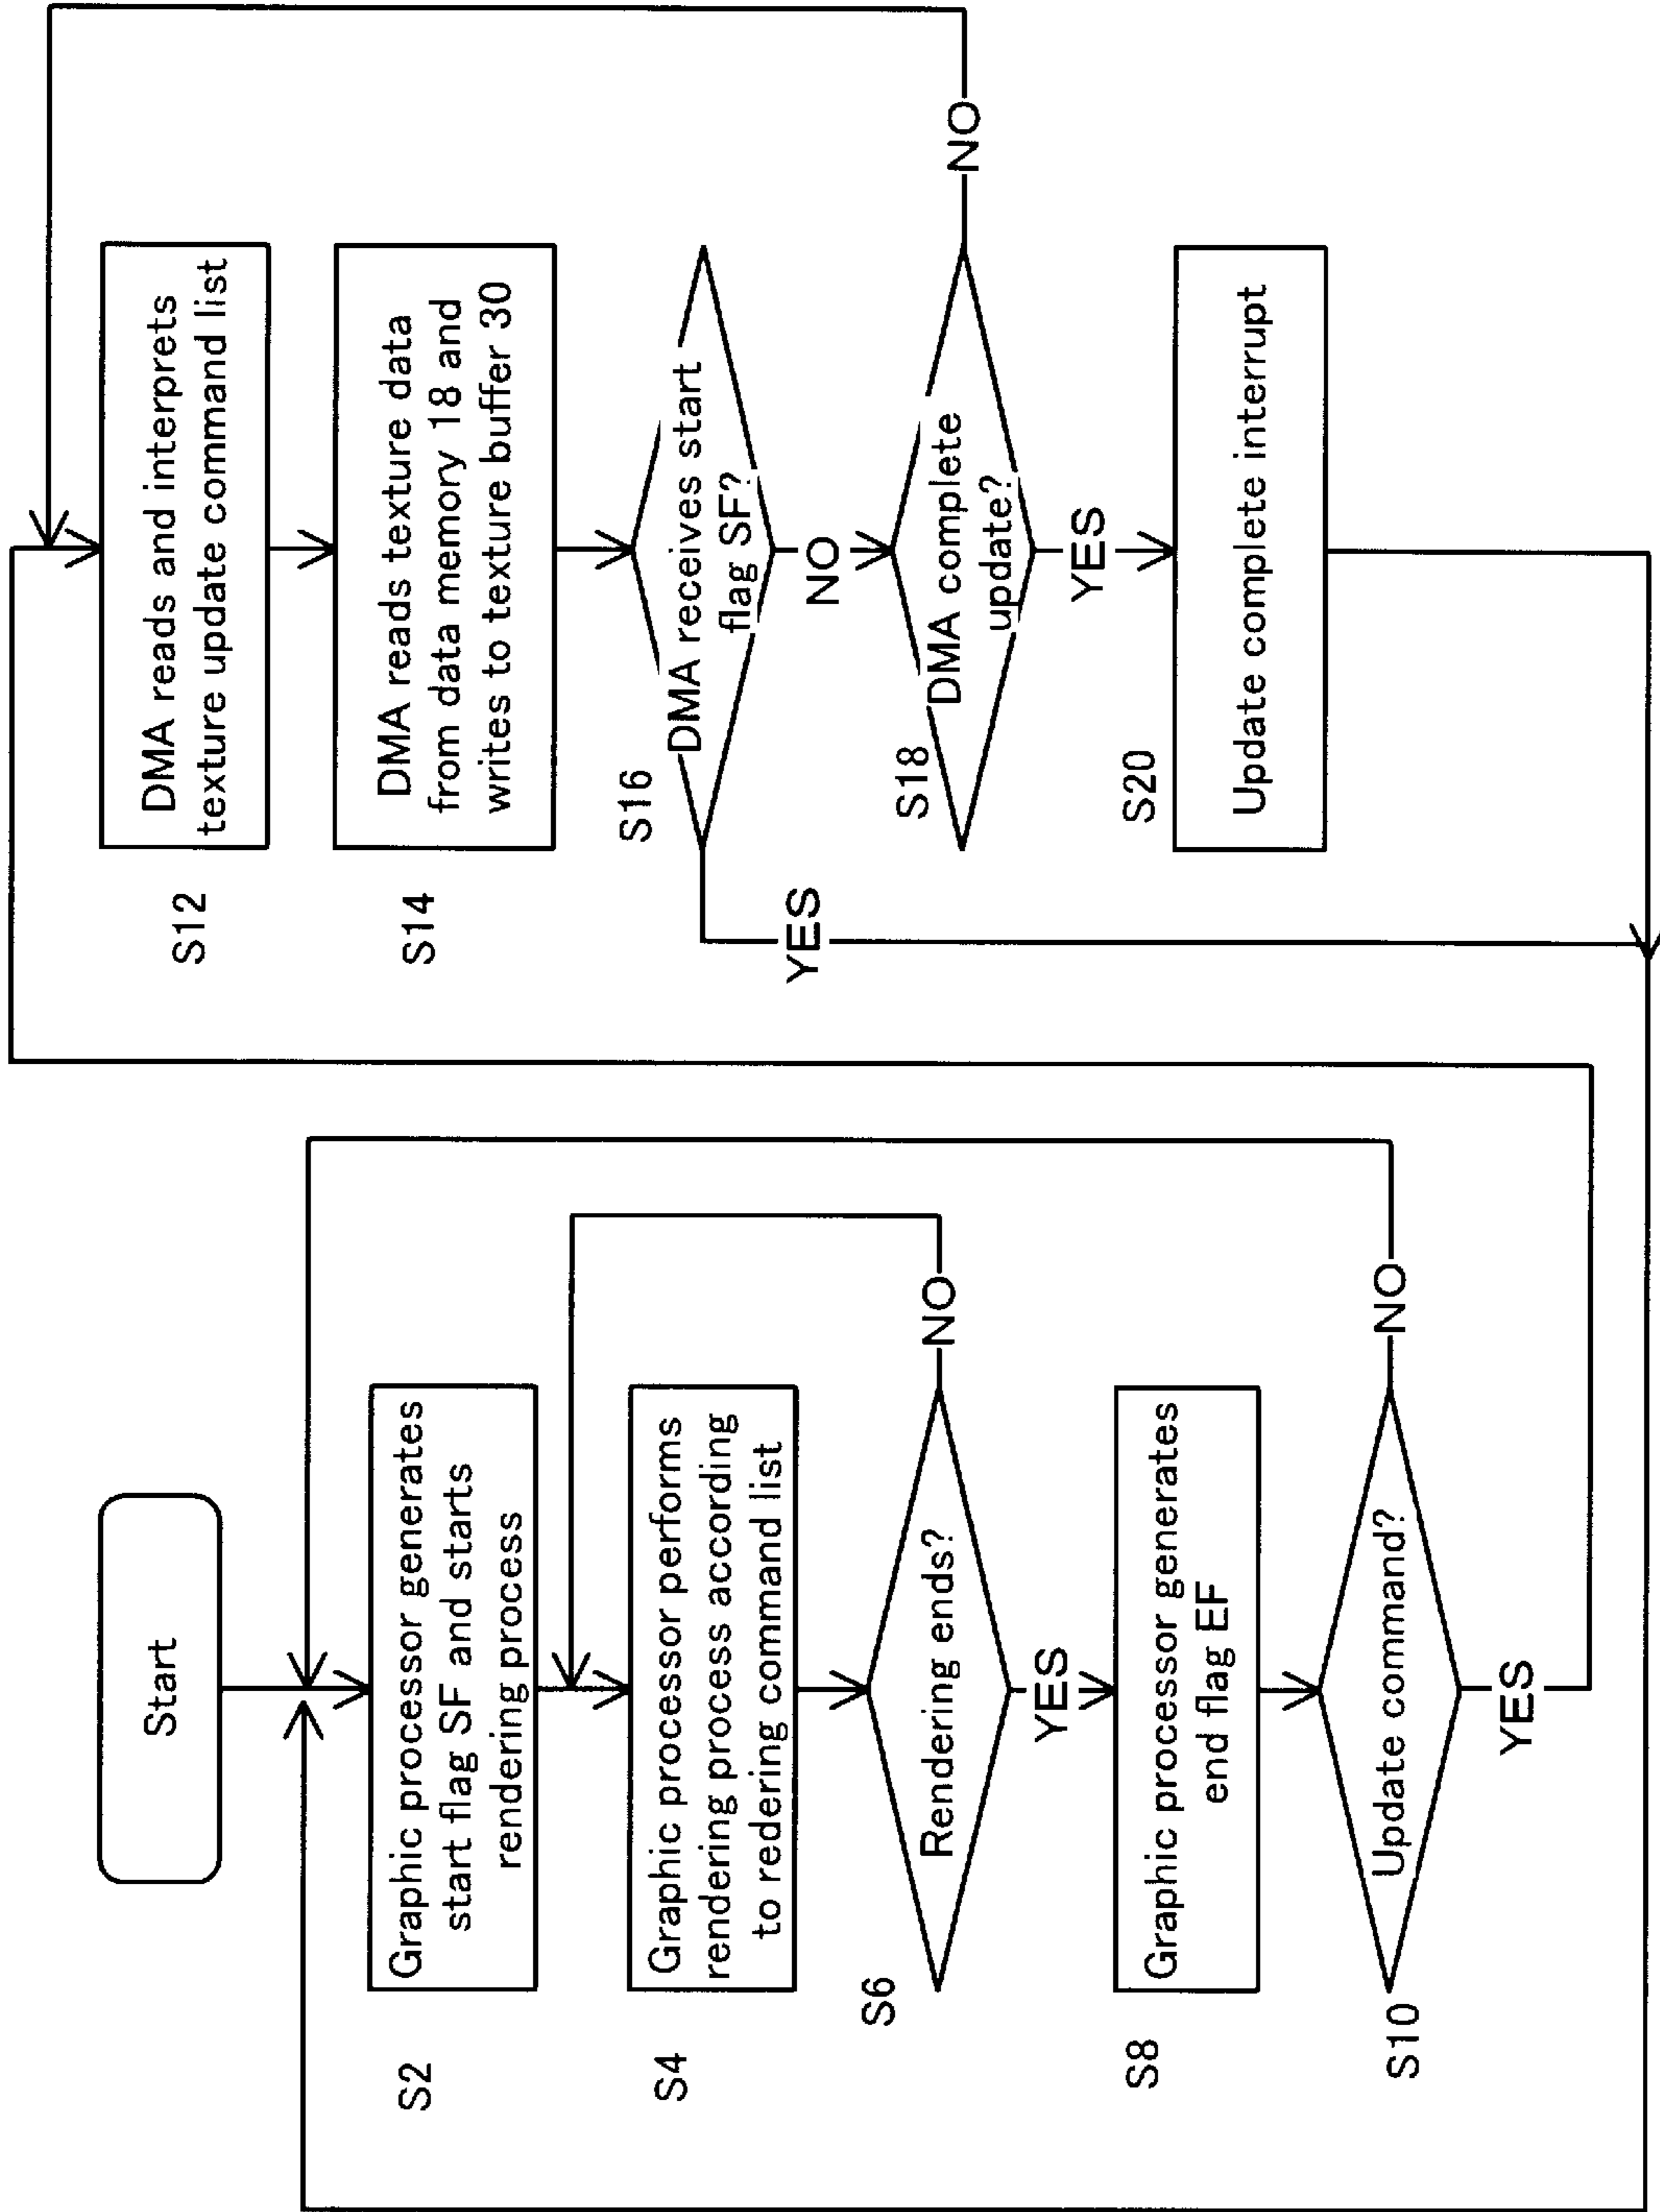 Start
S2
Graphic processor generates
start flag SF and starts
rendering process
S4
Graphic processor performs
rendering process according
to redering command list
S6
Rendering ends?
NO
YES
S8
Graphic processor generates
end flag EF
S10
Update command?
NO
YES
S12
DMA reads and interprets
texture update command list
S14
DMA reads texture data
from data memory 18 and
writes to texture buffer 30
S16
DMA receives start
flag SF?
YES
NO
S18
DMA complete
update?
NO
YES
S20
Update complete interrupt